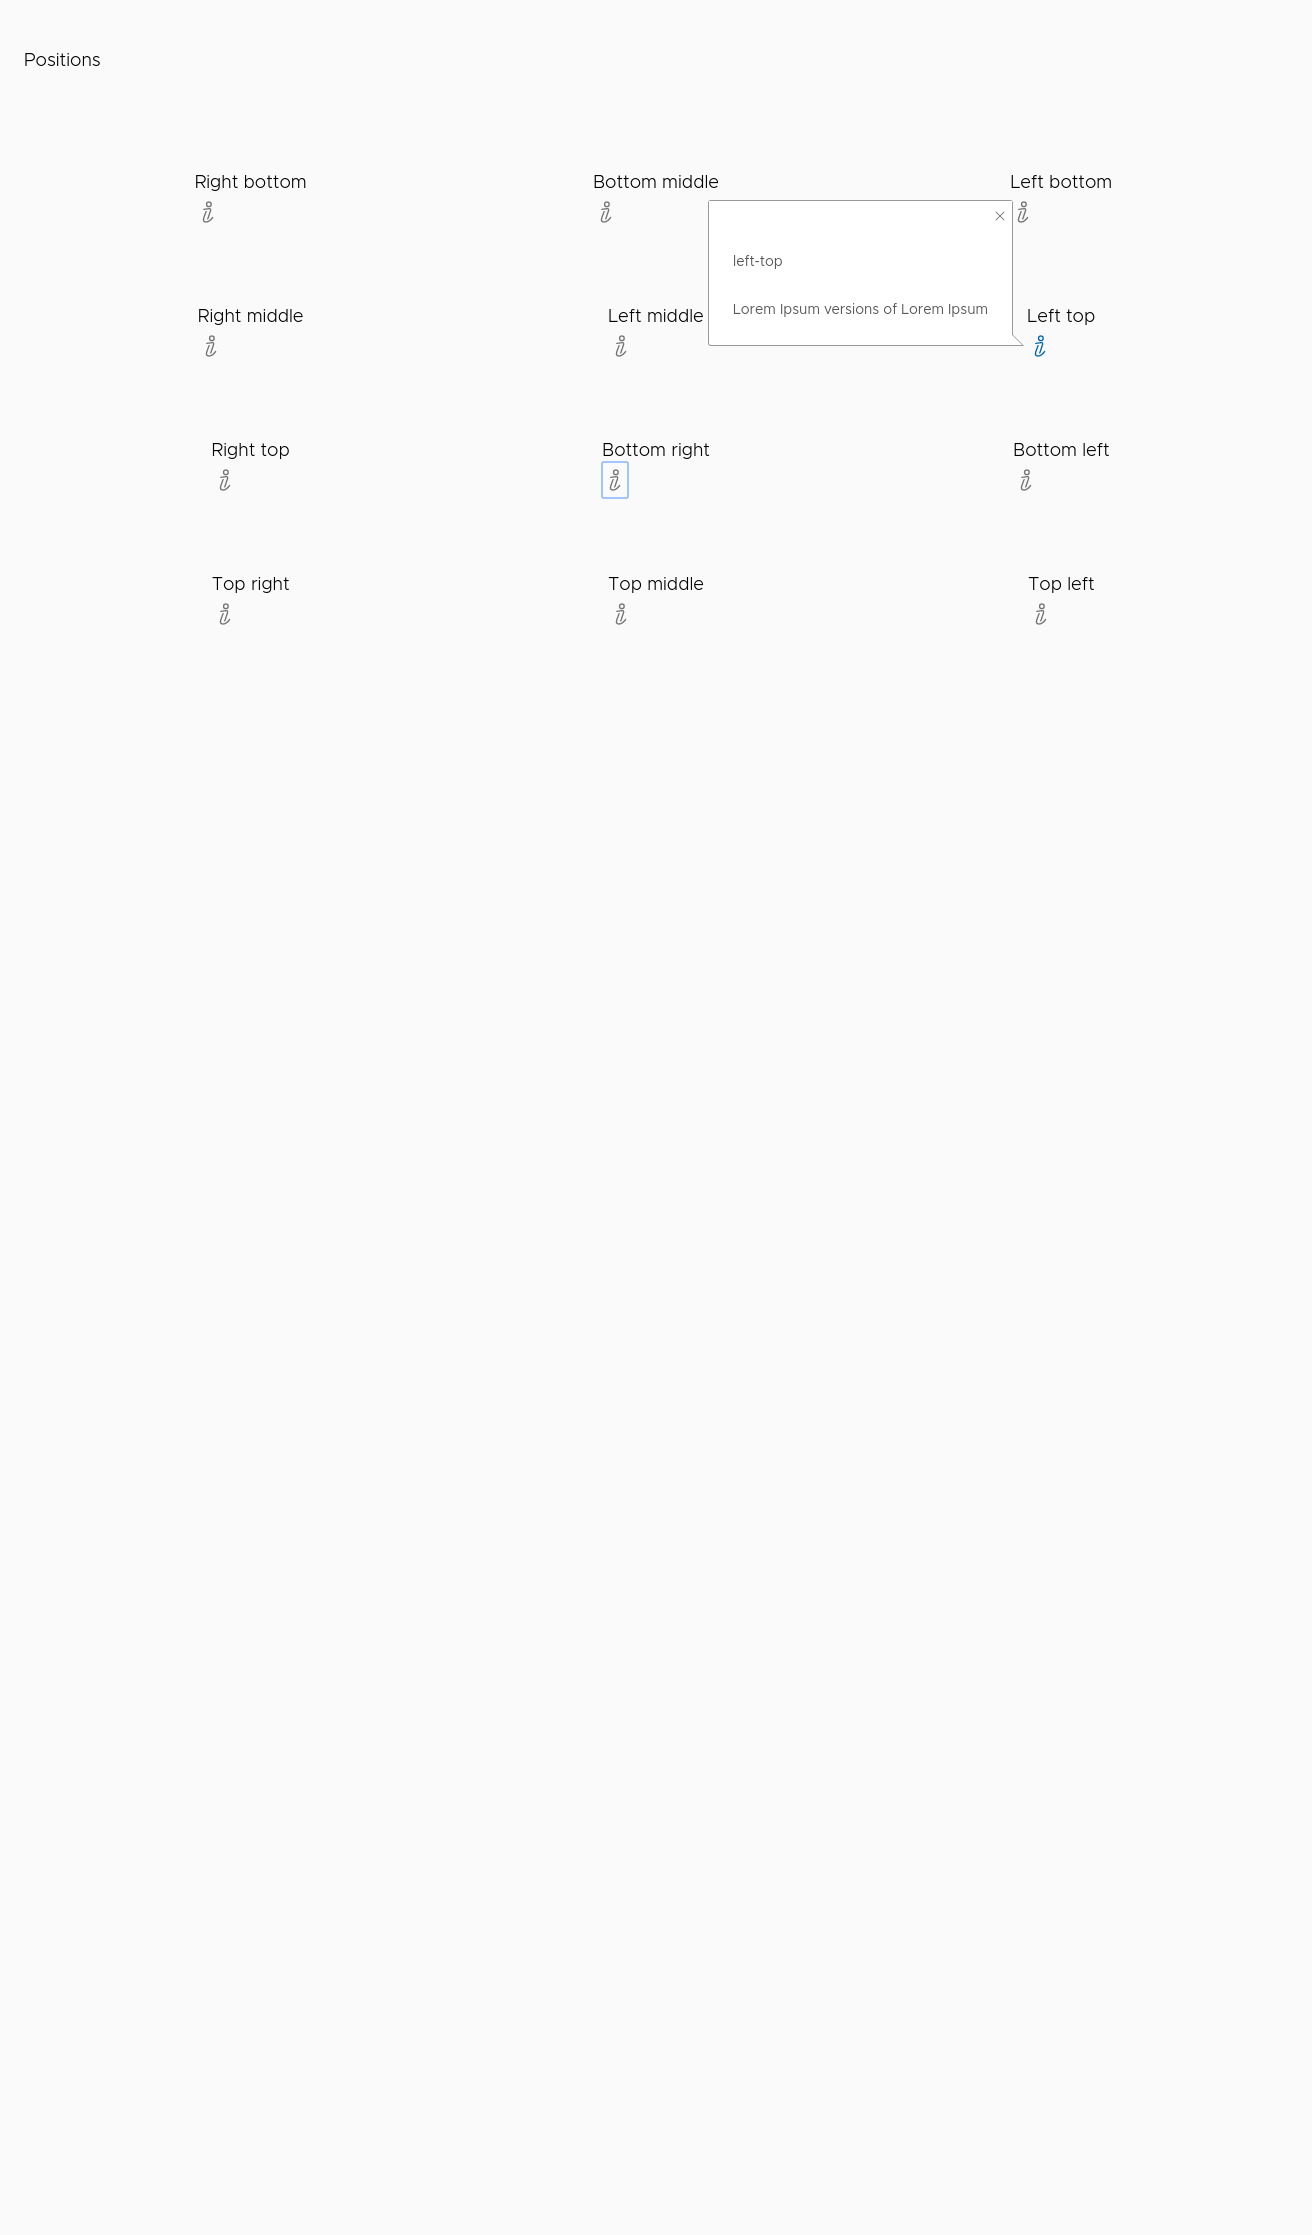 Positions
Right bottom
Bottom middle
Left bottom
left-top
Lorem Ipsum versions of Lorem Ipsum
Right middle
Left middle
Left top
Right top
Bottom right
Bottom left
Top right
Top middle
Top left